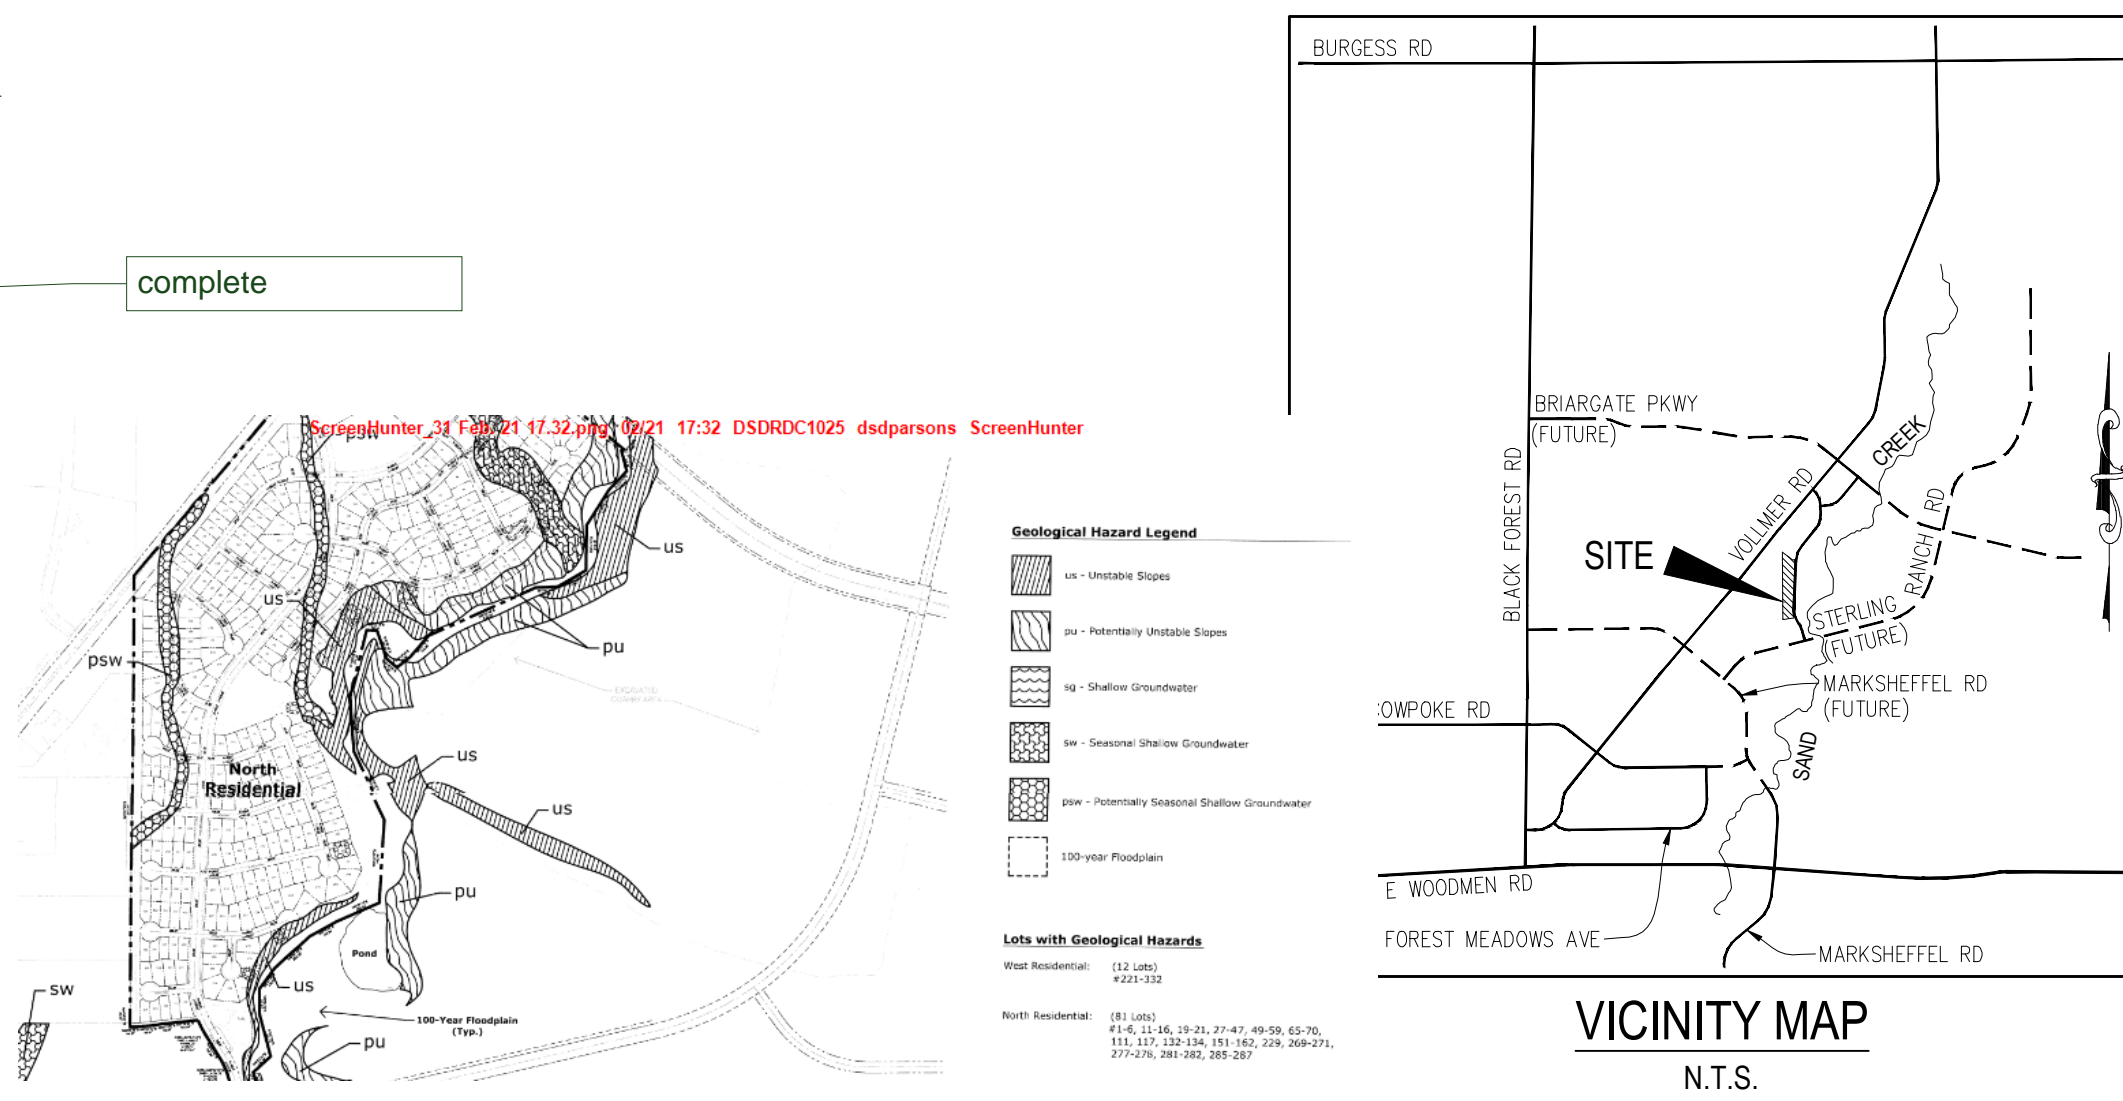 complete
ScreenHunter_31 Feb. 21 17.32.png 02/21 17:32 DSDRDC1025 dsdparsons ScreenHunter
psw
us
us
pu
psw
North
Residential
us
us
pu
Pond
us
sw
100-Year Floodplain
(Typ.)
pu
EXCAVATED
QUARRY AREA
Geological Hazard Legend
us - Unstable Slopes
pu - Potentially Unstable Slopes
sg - Shallow Groundwater
sw - Seasonal Shallow Groundwater
psw - Potentially Seasonal Shallow Groundwater
100-year Floodplain
Lots with Geological Hazards
West Residential: (12 Lots)
#221-332
North Residential: (81 Lots)
#1-6, 11-16, 19-21, 27-47, 49-59, 65-70,
111, 117, 132-134, 151-162, 229, 269-271,
277-278, 281-282, 285-287
BURGESS RD
BRIARGATE PKWY
(FUTURE)
CREEK
BLACK FOREST RD
VOLLMER RD
RANCH RD
SITE
STERLING
(FUTURE)
MARKSHEFFEL RD
(FUTURE)
COWPOKE RD
SAND
E WOODMEN RD
FOREST MEADOWS AVE
MARKSHEFFEL RD
VICINITY MAP
N.T.S.